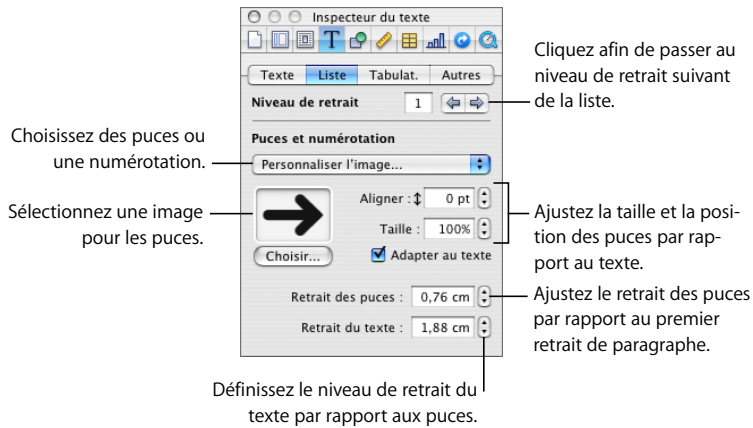 Inspecteur du texte
Texte Liste Tabulat. Autres
Niveau de retrait 1
Cliquez afin de passer au
niveau de retrait suivant
de la liste.
Puces et numérotation
Choisissez des puces ou
une numérotation.
Personnaliser l'image...
Sélectionnez une image
pour les puces.
Aligner : 0 pt
Taille : 100%
Choisir...
Adapter au texte
Ajustez la taille et la posi-
tion des puces par rap-
port au texte.
Retrait des puces : 0,76 cm
Retrait du texte : 1,88 cm
Ajustez le retrait des puces
par rapport au premier
retrait de paragraphe.
Définissez le niveau de retrait du
texte par rapport aux puces.